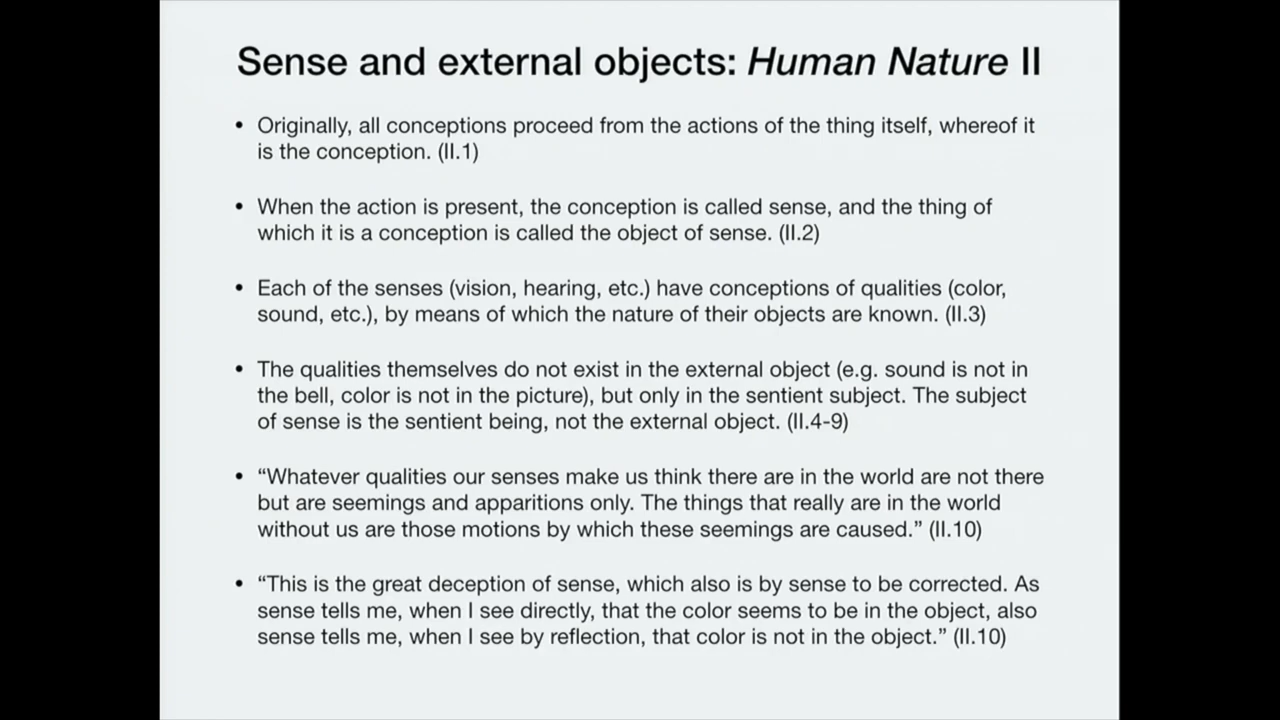 Sense and external objects: Human Nature II
• Originally, all conceptions proceed from the actions of the thing itself, whereof it
is the conception. (II.1)
• When the action is present, the conception is called sense, and the thing of
which it is a conception is called the object of sense. (II.2)
• Each of the senses (vision, hearing, etc.) have conceptions of qualities (color,
sound, etc.), by means of which the nature of their objects are known. (II.3)
• The qualities themselves do not exist in the external object (e.g. sound is not in
the bell, color is not in the picture), but only in the sentient subject. The subject
of sense is the sentient being, not the external object. (II.4-9)
• “Whatever qualities our senses make us think there are in the world are not there
but are seemings and apparitions only. The things that really are in the world
without us are those motions by which these seemings are caused.” (II.10)
• “This is the great deception of sense, which also is by sense to be corrected. As
sense tells me, when I see directly, that the color seems to be in the object, also
sense tells me, when I see by reflection, that color is not in the object.” (II.10)